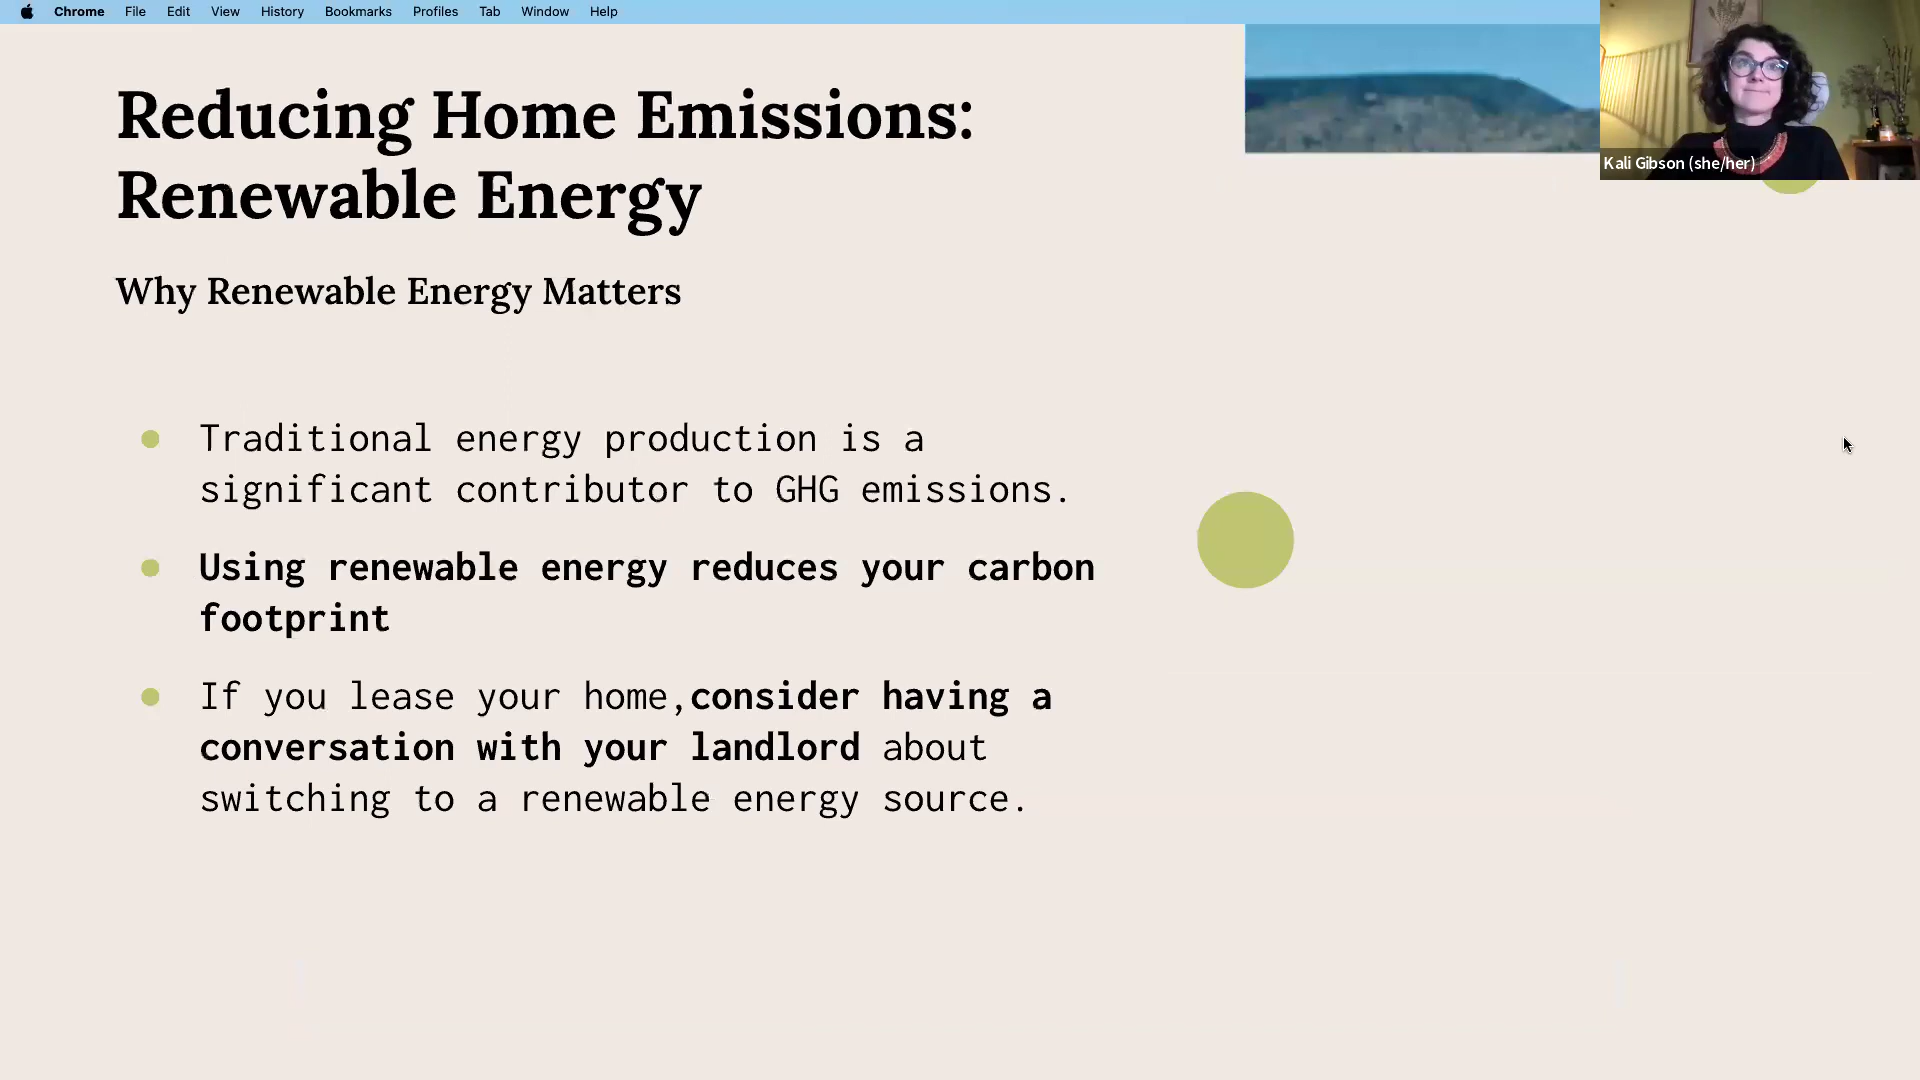 Chrome File Edit View History Bookmarks Profiles Tab Window Help
Reducing Home Emissions:
Renewable Energy
Kali Gibson (she/her)
Why Renewable Energy Matters
Traditional energy production is a
significant contributor to GHG emissions.
Using renewable energy reduces your carbon
footprint
If you lease your home,consider having a
conversation with your landlord about
switching to a renewable energy source.